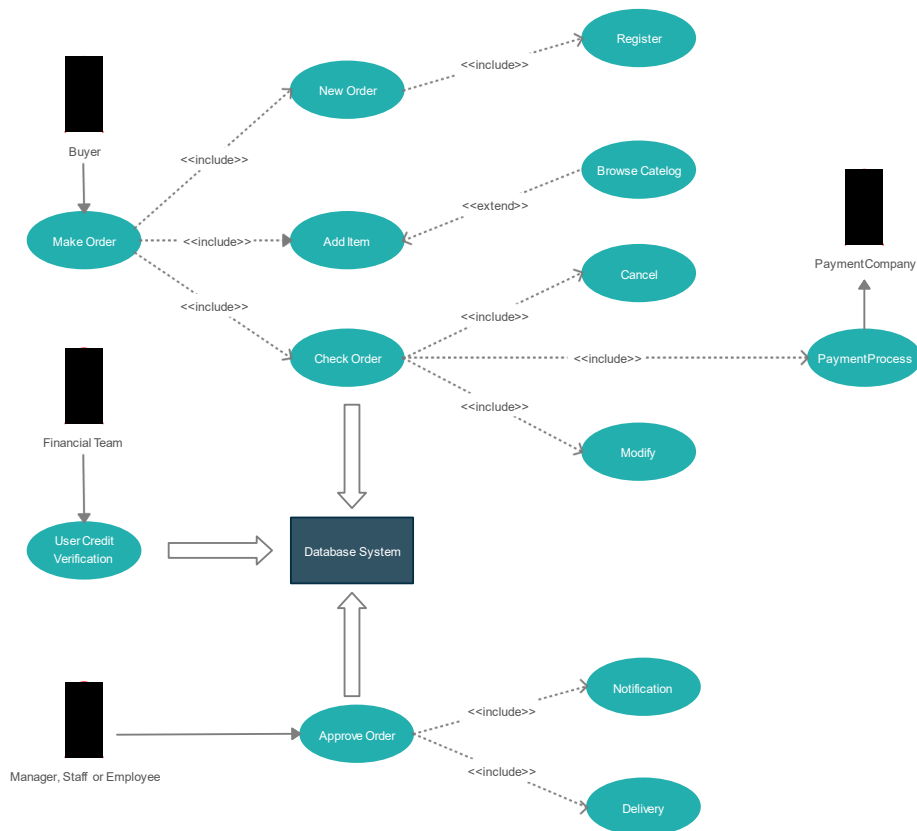 Register
New Order
<<include>>
Buyer
<<include>>
Browse Catelog
<<extend>>
Make Order
<<include>>
Add Item
PaymentCompany
Cancel
<<include>>
<<include>>
Check Order
<<include>>
PaymentProcess
<<include>>
Financial Team
Modify
User Credit
Verification
Database System
Notification
<<include>>
Approve Order
Manager, Staff or Employee
<<include>>
Delivery